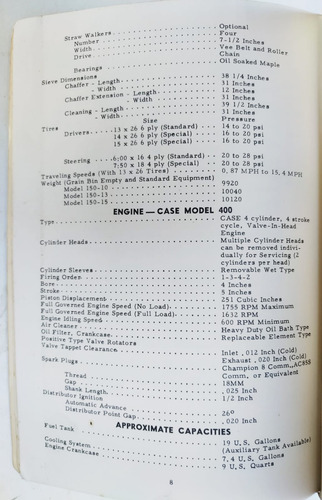 Straw Walkers Optional
Number Four
Width 7-1/2 Inches
Drive Vee Belt and Roller
Chain
Bearings Oil Soaked Maple
Sieve Dimensions
Chaffer - Length 38 1/4 Inches
- Width 31 Inches
Chaffer Extension - Length 12 Inches
- Width 31 Inches
Cleaning - Length 39 1/2 Inches
- Width 31 Inches
Tires Pressure
Drivers 13 x 26 6 ply (Standard) 14 to 20 psi
14 x 26 6 ply (Special) 16 to 20 psi
15 x 26 6 ply (Special) 16 to 20 psi
Steering 6:00 x 16 4 ply (Standard) 20 to 28 psi
7:50 x 18 4 ply (Special) 20 to 28 psi
Traveling Speeds (With 13 x 26 Tires) 0.87 MPH to 15.4 MPH
Weight (Grain Bin Empty and Standard Equipment)
Model 150-10 9920
Model 150-13 10040
Model 150-15 10120
ENGINE — CASE MODEL 400
Type CASE 4 cylinder, 4 stroke
cycle, Valve-In-Head
Engine
Cylinder Heads Multiple Cylinder Heads
can be removed individ-
ually for Servicing (2
cylinders per head)
Cylinder Sleeves Removable Wet Type
Firing Order 1-3-4-2
Bore 4 Inches
Stroke 5 Inches
Piston Displacement 251 Cubic Inches
Full Governed Engine Speed (No Load) 1755 RPM Maximum
Full Governed Engine Speed (Full Load) 1632 RPM
Engine Idling Speed 600 RPM Minimum
Air Cleaner Heavy Duty Oil Bath Type
Oil Filter, Crankcase Replaceable Element Type
Positive Type Valve Rotators
Valve Tappet Clearance Inlet .012 Inch (Cold)
Exhaust .020 Inch (Cold)
Spark Plugs Champion 8 Comm., AC85S
Comm. or Equivalent
Thread 18MM
Gap .025 Inch
Shank Length 1/2 Inch
Distributor Ignition
Automatic Advance 26°
Distributor Point Gap .020 Inch
APPROXIMATE CAPACITIES
Fuel Tank 19 U.S. Gallons
(Auxiliary Tank Available)
Cooling System 7.4 U.S. Gallons
Engine Crankcase 9 U.S. Quarts
8